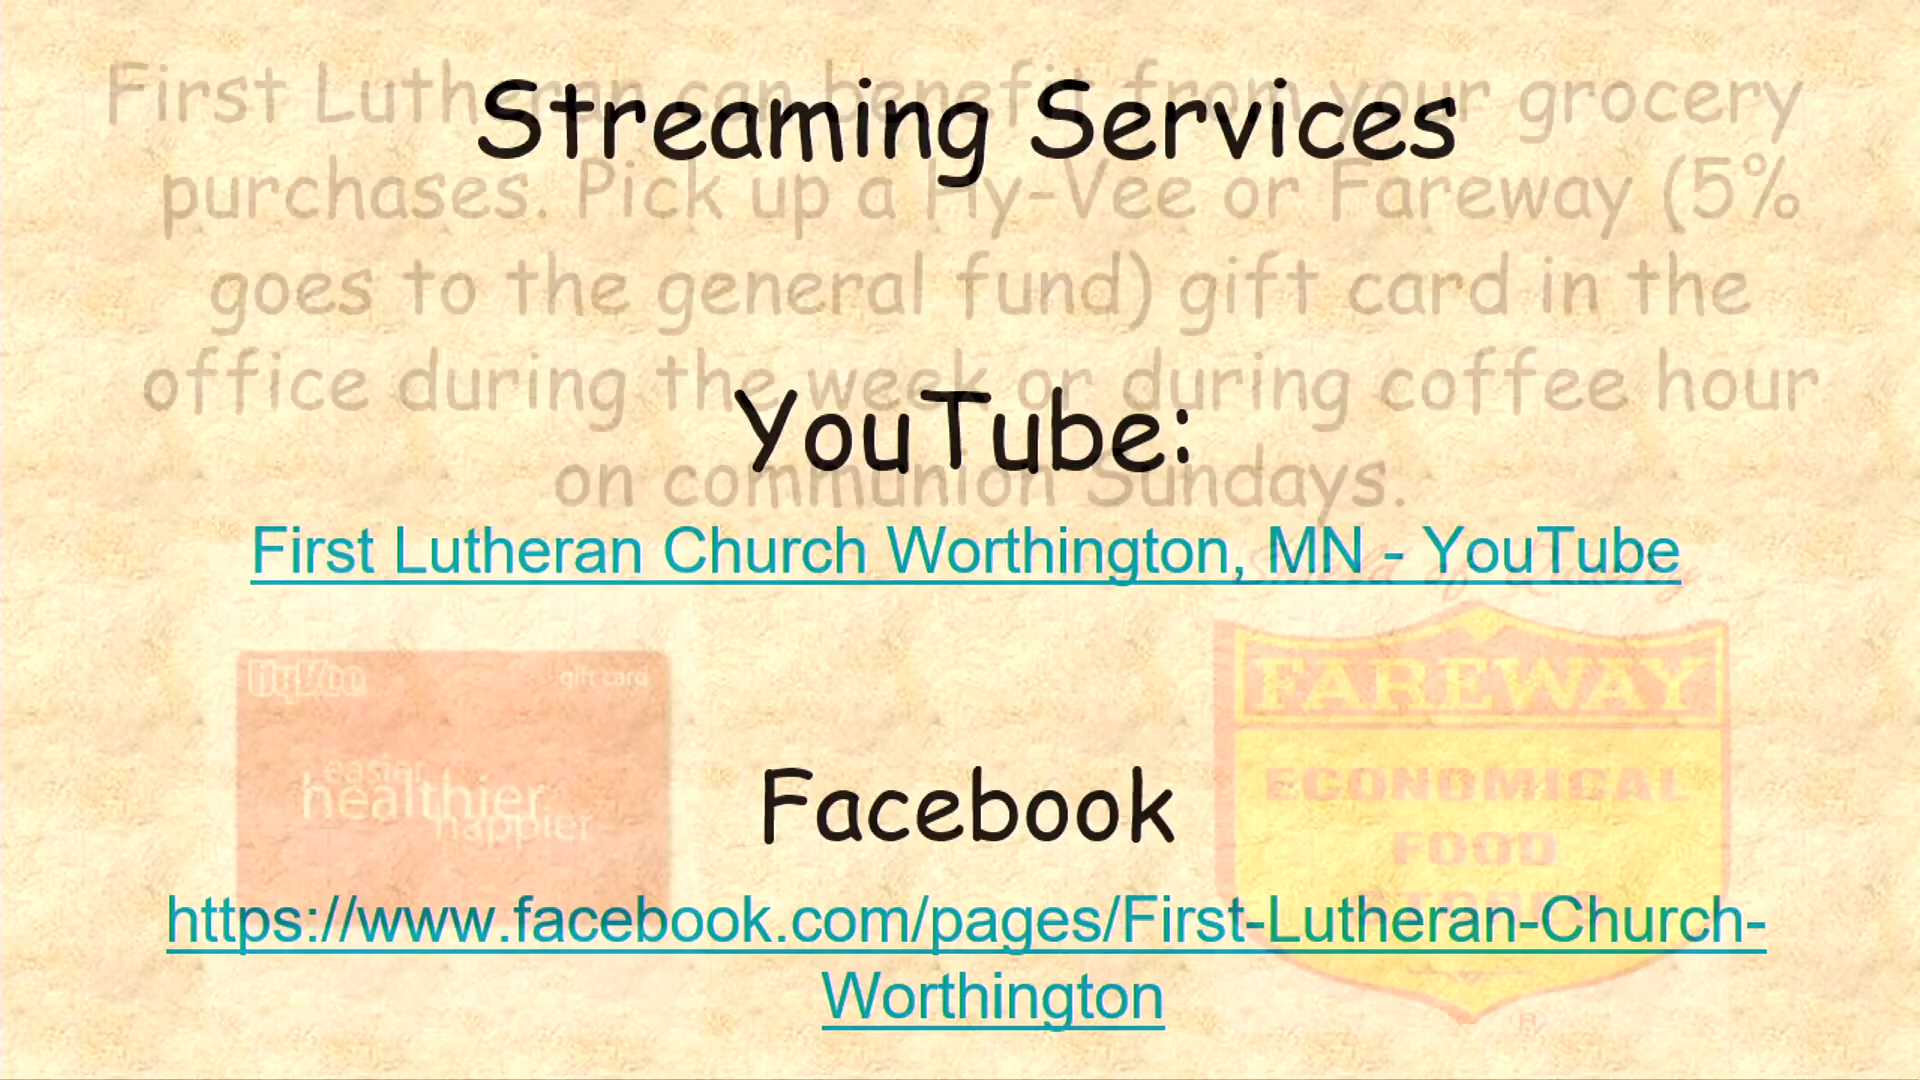 Streaming Services
YouTube:
First Lutheran Church Worthington, MN - YouTube
Facebook
https://www.facebook.com/pages/First-Lutheran-Church-
Worthington
First Lutheran can benefit from your grocery
purchases. Pick up a Hy-Vee or Fareway (5%
goes to the general fund) gift card in the
office during the week or during coffee hour
on communion Sundays.
HyVee gift card
easier
healthier
happier
FAREWAY
ECONOMICAL
FOOD
®